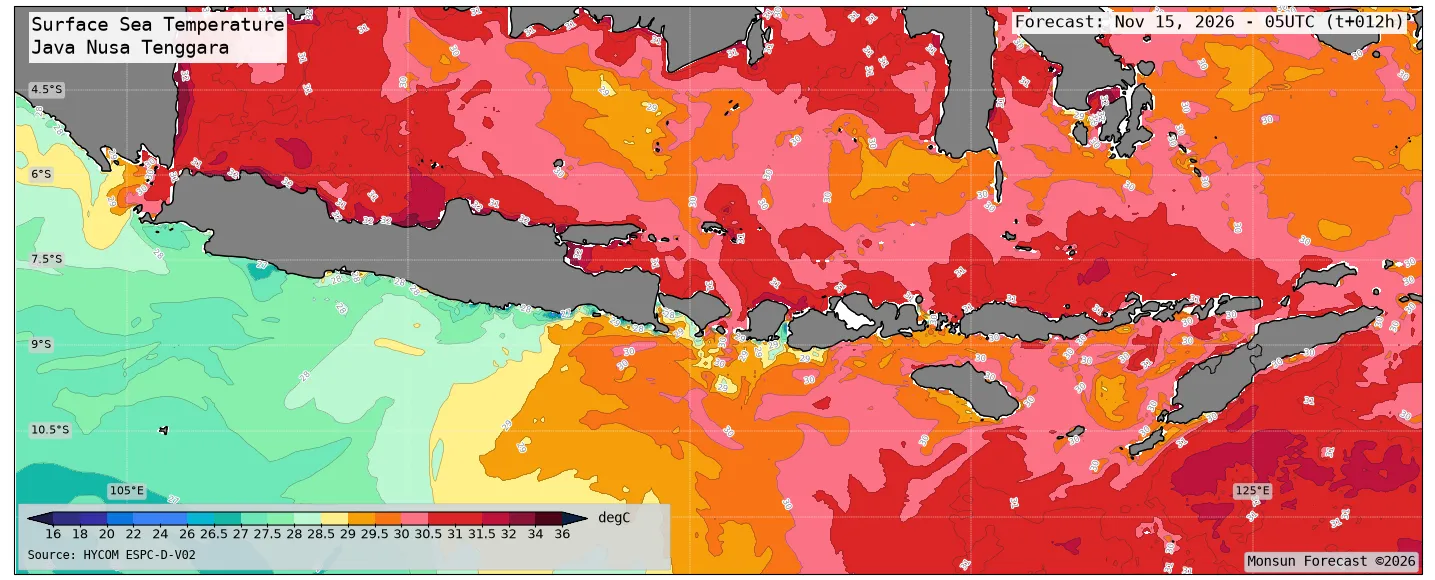 Surface Sea Temperature
Java Nusa Tenggara
Forecast: Nov 15, 2026 - 05UTC (t+012h)
4.5°S
6°S
7.5°S
9°S
10.5°S
105°E
125°E
degC
16 18 20 22 24 26 26.5 27 27.5 28 28.5 29 29.5 30 30.5 31 31.5 32 34 36
Source: HYCOM ESPC-D-V02
Monsun Forecast ©2026